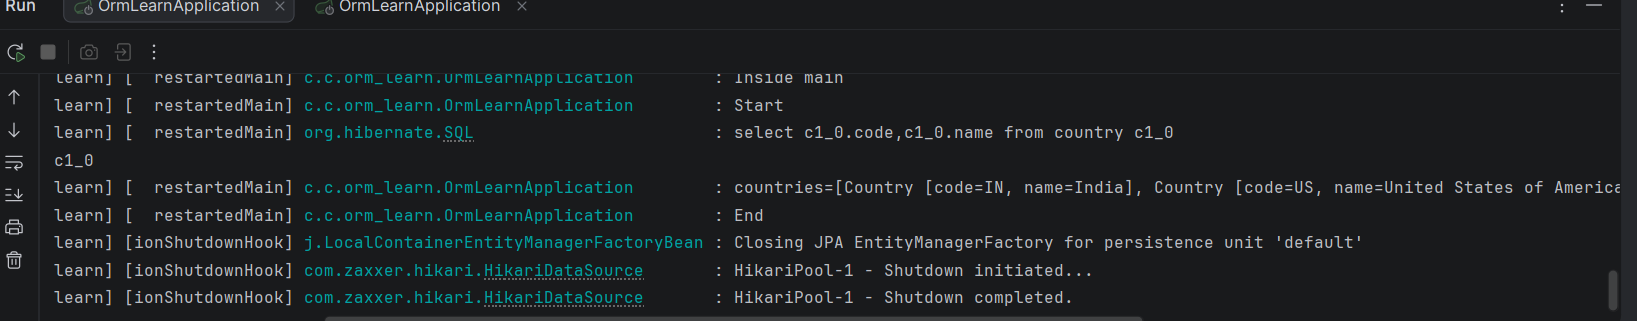 Run OrmLearnApplication × OrmLearnApplication ×
learn] [  restartedMain] c.c.orm_learn.OrmLearnApplication : Inside main
learn] [  restartedMain] c.c.orm_learn.OrmLearnApplication : Start
learn] [  restartedMain] org.hibernate.SQL : select c1_0.code,c1_0.name from country c1_0
c1_0
learn] [  restartedMain] c.c.orm_learn.OrmLearnApplication : countries=[Country [code=IN, name=India], Country [code=US, name=United States of America
learn] [  restartedMain] c.c.orm_learn.OrmLearnApplication : End
learn] [ionShutdownHook] j.LocalContainerEntityManagerFactoryBean : Closing JPA EntityManagerFactory for persistence unit 'default'
learn] [ionShutdownHook] com.zaxxer.hikari.HikariDataSource : HikariPool-1 - Shutdown initiated...
learn] [ionShutdownHook] com.zaxxer.hikari.HikariDataSource : HikariPool-1 - Shutdown completed.